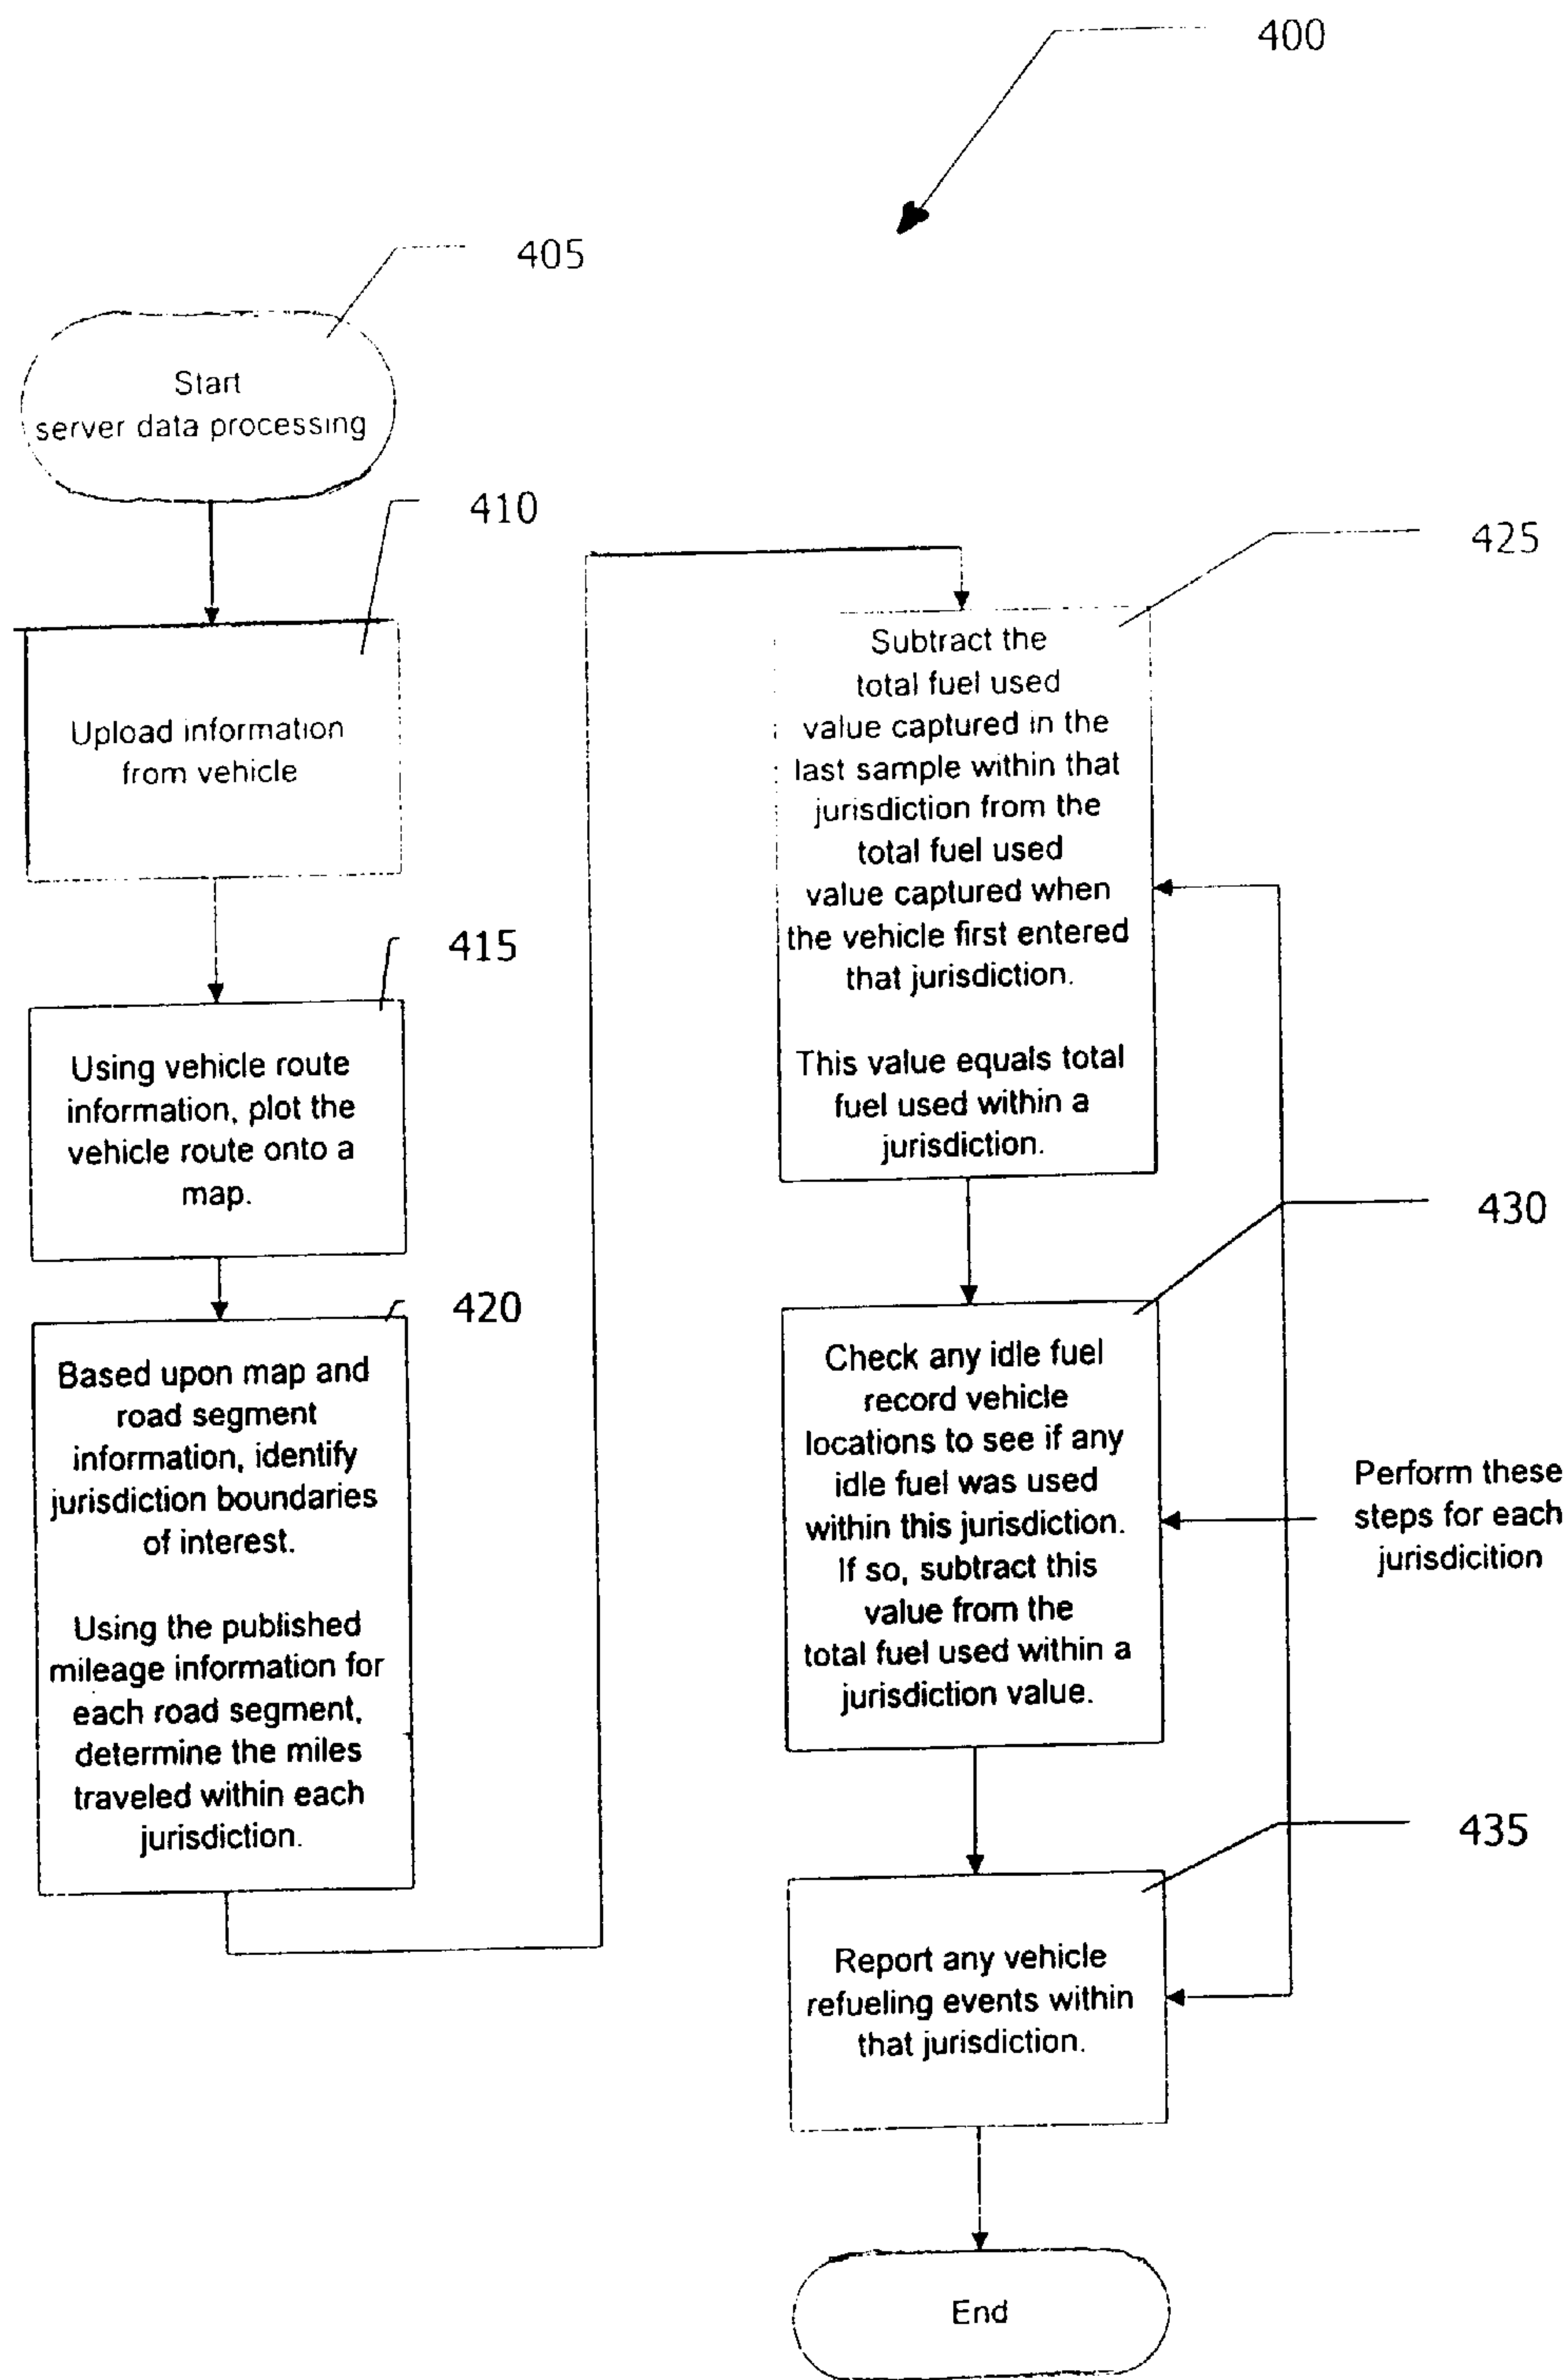 400
405
Start
server data processing
410
Upload information
from vehicle
415
Using vehicle route
information, plot the
vehicle route onto a
map.
420
Based upon map and
road segment
information, identify
jurisdiction boundaries
of interest.
Using the published
mileage information for
each road segment,
determine the miles
traveled within each
jurisdiction.
425
Subtract the
total fuel used
value captured in the
last sample within that
jurisdiction from the
total fuel used
value captured when
the vehicle first entered
that jurisdiction.
This value equals total
fuel used within a
jurisdiction.
430
Check any idle fuel
record vehicle
locations to see if any
idle fuel was used
within this jurisdiction.
If so, subtract this
value from the
total fuel used within a
jurisdiction value.
Perform these
steps for each
jurisdicition
435
Report any vehicle
refueling events within
that jurisdiction.
End